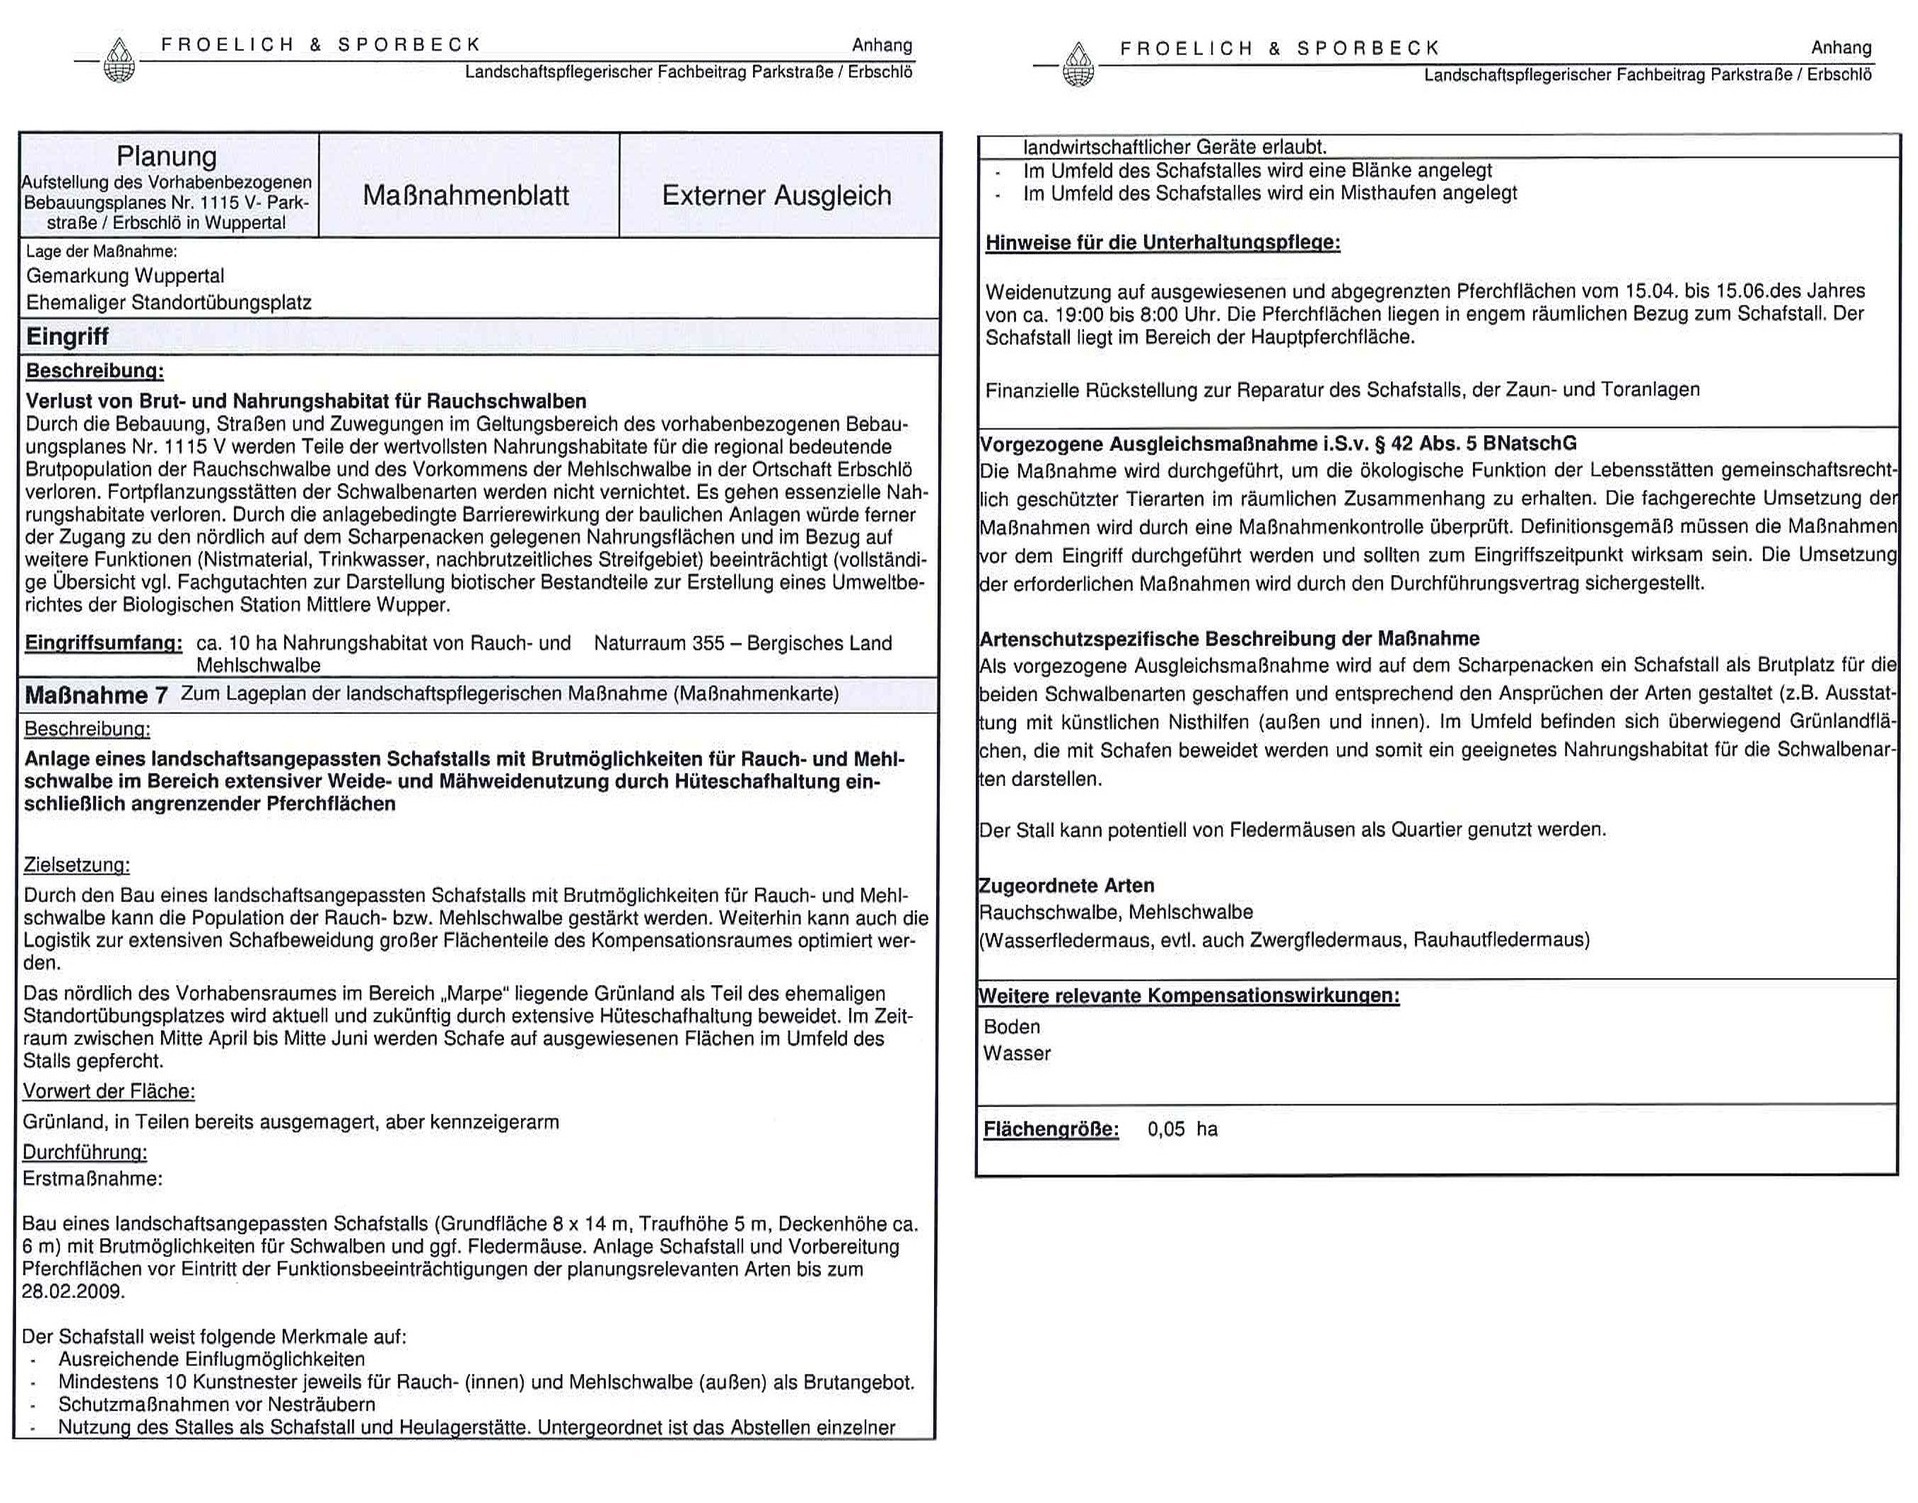 FROELICH & SPORBECK
Anhang
Landschaftspflegerischer Fachbeitrag Parkstraße / Erbschlö
Planung
Aufstellung des Vorhabenbezogenen
Bebauungsplanes Nr. 1115 V- Park-
straße / Erbschlö in Wuppertal
Maßnahmenblatt
Externer Ausgleich
Lage der Maßnahme:
Gemarkung Wuppertal
Ehemaliger Standortübungsplatz
Eingriff
Beschreibung:
Verlust von Brut- und Nahrungshabitat für Rauchschwalben
Durch die Bebauung, Straßen und Zuwegungen im Geltungsbereich des vorhabenbezogenen Bebau-
ungsplanes Nr. 1115 V werden Teile der wertvollsten Nahrungshabitate für die regional bedeutende
Brutpopulation der Rauchschwalbe und des Vorkommens der Mehlschwalbe in der Ortschaft Erbschlö
verloren. Fortpflanzungsstätten der Schwalbenarten werden nicht vernichtet. Es gehen essenzielle Nah-
rungshabitate verloren. Durch die anlagebedingte Barrierewirkung der baulichen Anlagen würde ferner
der Zugang zu den nördlich auf dem Scharpenacken gelegenen Nahrungsflächen und im Bezug auf
weitere Funktionen (Nistmaterial, Trinkwasser, nachbrutzeitliches Streifgebiet) beeinträchtigt (vollständi-
ge Übersicht vgl. Fachgutachten zur Darstellung biotischer Bestandteile zur Erstellung eines Umweltbe-
richtes der Biologischen Station Mittlere Wupper.
Eingriffsumfang: ca. 10 ha Nahrungshabitat von Rauch- und Naturraum 355 – Bergisches Land
Mehlschwalbe
Maßnahme 7 Zum Lageplan der landschaftspflegerischen Maßnahme (Maßnahmenkarte)
Beschreibung:
Anlage eines landschaftsangepassten Schafstalls mit Brutmöglichkeiten für Rauch- und Mehl-
schwalbe im Bereich extensiver Weide- und Mähweidenutzung durch Hüteschafhaltung ein-
schließlich angrenzender Pferchflächen
Zielsetzung:
Durch den Bau eines landschaftsangepassten Schafstalls mit Brutmöglichkeiten für Rauch- und Mehl-
schwalbe kann die Population der Rauch- bzw. Mehlschwalbe gestärkt werden. Weiterhin kann auch die
Logistik zur extensiven Schafbeweidung großer Flächenteile des Kompensationsraumes optimiert wer-
den.
Das nördlich des Vorhabensraumes im Bereich „Marpe“ liegende Grünland als Teil des ehemaligen
Standortübungsplatzes wird aktuell und zukünftig durch extensive Hüteschafhaltung beweidet. Im Zeit-
raum zwischen Mitte April bis Mitte Juni werden Schafe auf ausgewiesenen Flächen im Umfeld des
Stalls gepfercht.
Vorwert der Fläche:
Grünland, in Teilen bereits ausgemagert, aber kennzeigerarm
Durchführung:
Erstmaßnahme:
Bau eines landschaftsangepassten Schafstalls (Grundfläche 8 x 14 m, Traufhöhe 5 m, Deckenhöhe ca.
6 m) mit Brutmöglichkeiten für Schwalben und ggf. Fledermäuse. Anlage Schafstall und Vorbereitung
Pferchflächen vor Eintritt der Funktionsbeeinträchtigungen der planungsrelevanten Arten bis zum
28.02.2009.
Der Schafstall weist folgende Merkmale auf:
- Ausreichende Einflugmöglichkeiten
- Mindestens 10 Kunstnester jeweils für Rauch- (innen) und Mehlschwalbe (außen) als Brutangebot.
- Schutzmaßnahmen vor Nesträubern
- Nutzung des Stalles als Schafstall und Heulagerstätte. Untergeordnet ist das Abstellen einzelner
FROELICH & SPORBECK
Anhang
Landschaftspflegerischer Fachbeitrag Parkstraße / Erbschlö
landwirtschaftlicher Geräte erlaubt.
- Im Umfeld des Schafstalles wird eine Blänke angelegt
- Im Umfeld des Schafstalles wird ein Misthaufen angelegt
Hinweise für die Unterhaltungspflege:
Weidenutzung auf ausgewiesenen und abgegrenzten Pferchflächen vom 15.04. bis 15.06.des Jahres
von ca. 19:00 bis 8:00 Uhr. Die Pferchflächen liegen in engem räumlichen Bezug zum Schafstall. Der
Schafstall liegt im Bereich der Hauptpferchfläche.
Finanzielle Rückstellung zur Reparatur des Schafstalls, der Zaun- und Toranlagen
Vorgezogene Ausgleichsmaßnahme i.S.v. § 42 Abs. 5 BNatschG
Die Maßnahme wird durchgeführt, um die ökologische Funktion der Lebensstätten gemeinschaftsrecht-
lich geschützter Tierarten im räumlichen Zusammenhang zu erhalten. Die fachgerechte Umsetzung der
Maßnahmen wird durch eine Maßnahmenkontrolle überprüft. Definitionsgemäß müssen die Maßnahmen
vor dem Eingriff durchgeführt werden und sollten zum Eingriffszeitpunkt wirksam sein. Die Umsetzung
der erforderlichen Maßnahmen wird durch den Durchführungsvertrag sichergestellt.
Artenschutzspezifische Beschreibung der Maßnahme
Als vorgezogene Ausgleichsmaßnahme wird auf dem Scharpenacken ein Schafstall als Brutplatz für die
beiden Schwalbenarten geschaffen und entsprechend den Ansprüchen der Arten gestaltet (z.B. Ausstat-
tung mit künstlichen Nisthilfen (außen und innen). Im Umfeld befinden sich überwiegend Grünlandflä-
chen, die mit Schafen beweidet werden und somit ein geeignetes Nahrungshabitat für die Schwalbenar-
ten darstellen.
Der Stall kann potentiell von Fledermäusen als Quartier genutzt werden.
Zugeordnete Arten
Rauchschwalbe, Mehlschwalbe
(Wasserfledermaus, evtl. auch Zwergfledermaus, Rauhautfledermaus)
Weitere relevante Kompensationswirkungen:
Boden
Wasser
Flächengröße: 0,05 ha